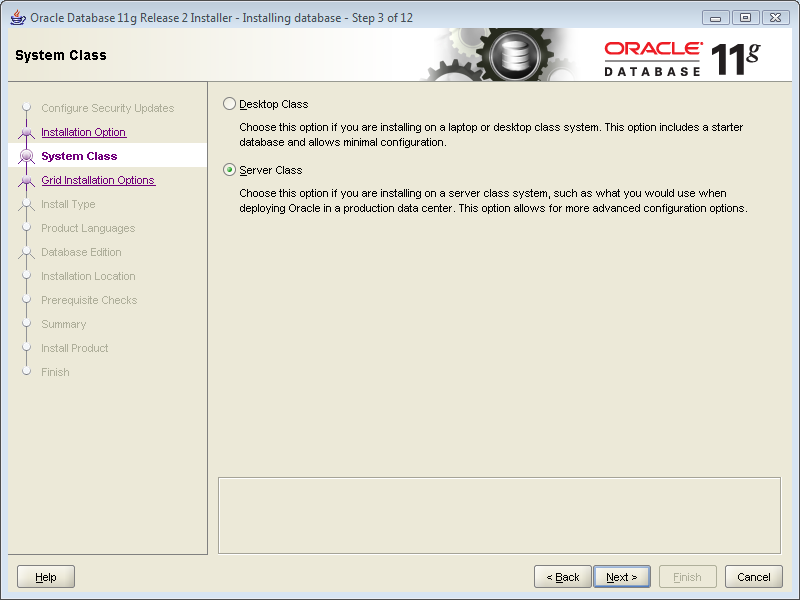 Oracle Database 11g Release 2 Installer - Installing database - Step 3 of 12
System Class
ORACLE
DATABASE 11g
Configure Security Updates
Installation Option
System Class
Grid Installation Options
Install Type
Product Languages
Database Edition
Installation Location
Prerequisite Checks
Summary
Install Product
Finish
Desktop Class
Choose this option if you are installing on a laptop or desktop class system. This option includes a starter
database and allows minimal configuration.
Server Class
Choose this option if you are installing on a server class system, such as what you would use when
deploying Oracle in a production data center. This option allows for more advanced configuration options.
Help
< Back
Next >
Finish
Cancel